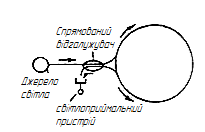 Спрямований
відгалужувач
Джерело
світла
світлоприймальний
пристрій